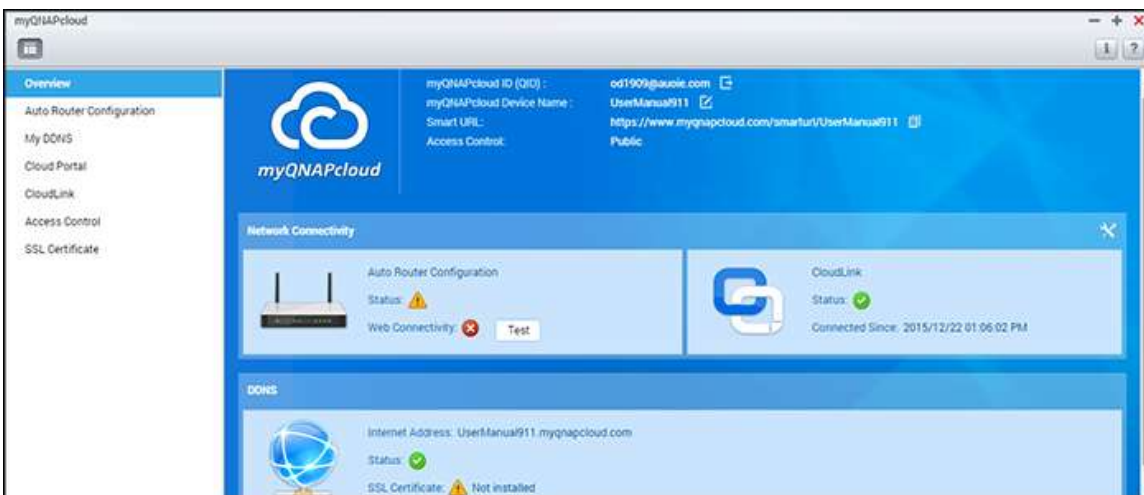 myQNAPcloud
Overview
Auto Router Configuration
My DDNS
Cloud Portal
CloudLink
Access Control
SSL Certificate
myQNAPcloud
myQNAPcloud ID (QID) : od1909@auoie.com
myQNAPcloud Device Name : UserManual911
Smart URL: https://www.myqnapcloud.com/smarturl/UserManual911
Access Control: Public
Network Connectivity
Auto Router Configuration
Status:
Web Connectivity: Test
CloudLink
Status:
Connected Since: 2015/12/22 01:06:02 PM
DDNS
Internet Address: UserManual911.myqnapcloud.com
Status:
SSL Certificate: Not installed